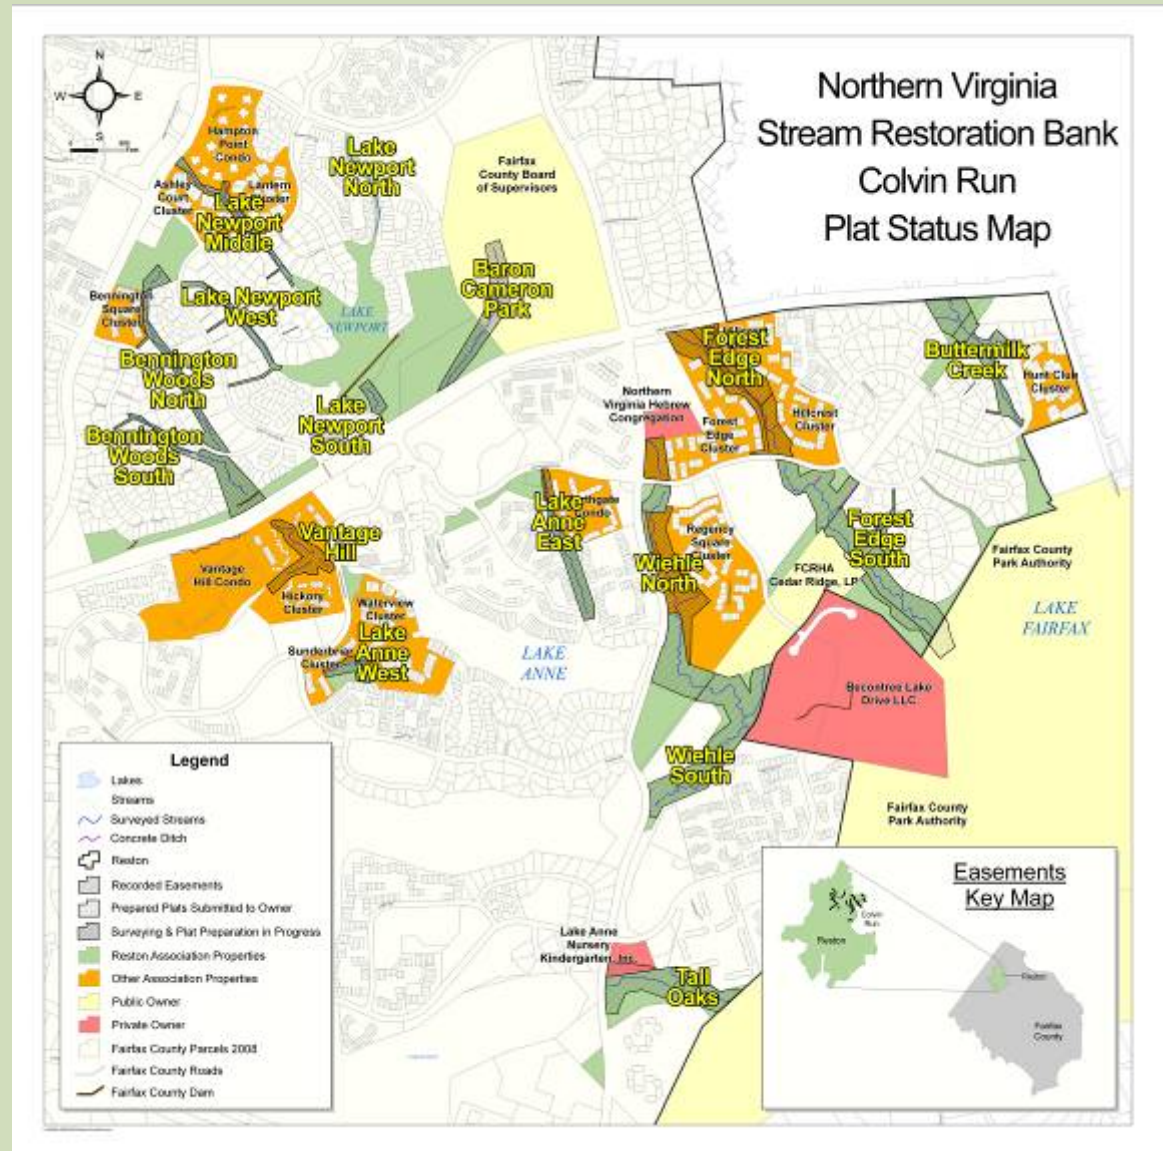 Northern Virginia
Stream Restoration Bank
Colvin Run
Plat Status Map
N
W
E
S
Hampton
Point
Condo
Ashley
Court
Cluster
Lantern
Lake
Newport
Middle
Lake
Newport
North
Fairfax
County Board
of Supervisors
Baron
Cameron
Park
Bennington
Square
Cluster
Lake Newport
West
LAKE
NEWPORT
Bennington
Woods
North
Lake
Newport
South
Bennington
Woods
South
Northern
Virginia Hebrew
Congregation
Forest
Edge
North
Forest
Edge
Cluster
Hillcrest
Cluster
Buttermilk
Creek
Hunt Club
Cluster
Vantage
Hill
Vantage
Hill Condo
Hickory
Cluster
Waterview
Cluster
Sunderbriar
Cluster
Lake
Anne
West
Lake
Anne
East
Condo
LAKE
ANNE
Regency
Square
Cluster
Wiehle
North
FCRHA
Cedar Ridge, LP
Forest
Edge
South
Fairfax County
Park Authority
LAKE
FAIRFAX
Becontree Lake
Drive LLC
Wiehle
South
Fairfax County
Park Authority
Lake Anne
Nursery
Kindergarten, Inc.
Tall
Oaks
Legend
Lakes
Streams
Surveyed Streams
Concrete Ditch
Reston
Recorded Easements
Prepared Plats Submitted to Owner
Surveying & Plat Preparation in Progress
Reston Association Properties
Other Association Properties
Public Owner
Private Owner
Fairfax County Parcels 2008
Fairfax County Roads
Fairfax County Dam
Easements
Key Map
Colvin
Run
Reston
Reston
Fairfax
County